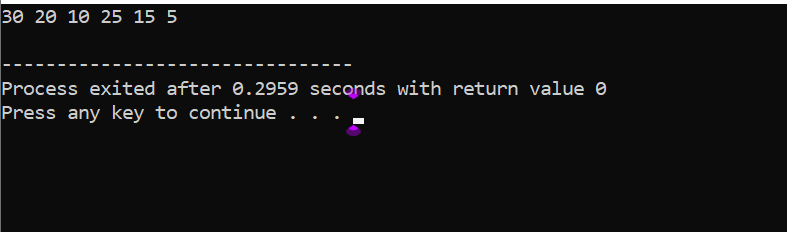 30 20 10 25 15 5
--------------------------------
Process exited after 0.2959 seconds with return value 0
Press any key to continue . . .